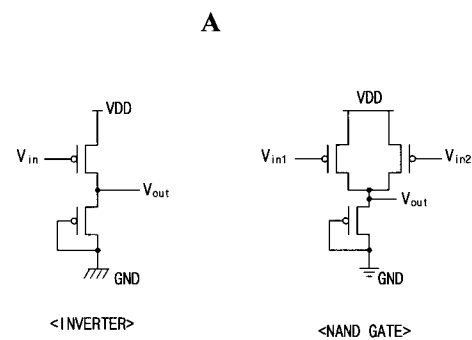 A
VDD
Vin
Vout
GND
<INVERTER>
VDD
Vin1
Vin2
Vout
GND
<NAND GATE>